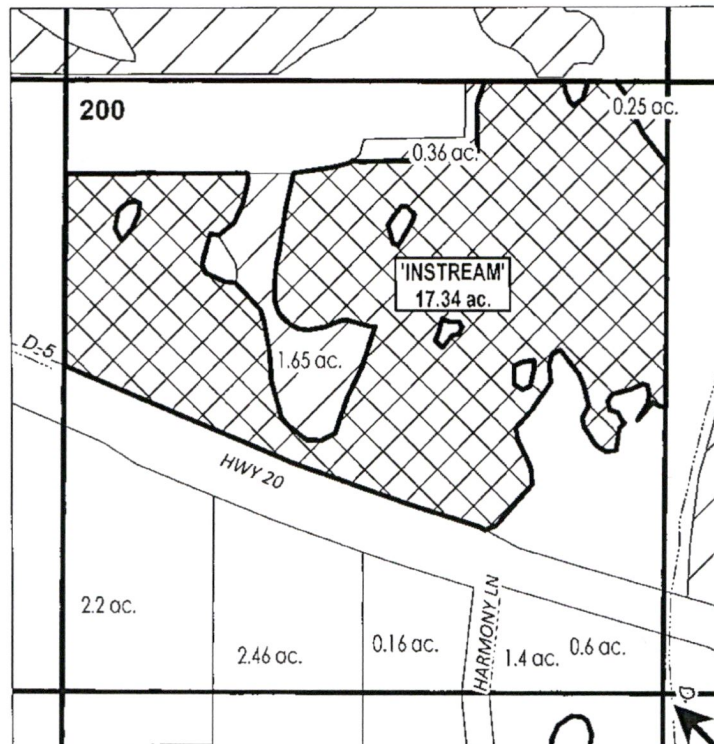 200
0.25 ac.
0.36 ac.
'INSTREAM'
17.34 ac.
D-5
1.65 ac.
HWY 20
2.2 ac.
2.46 ac.
0.16 ac.
HARMONY LN
1.4 ac.
0.6 ac.
D-